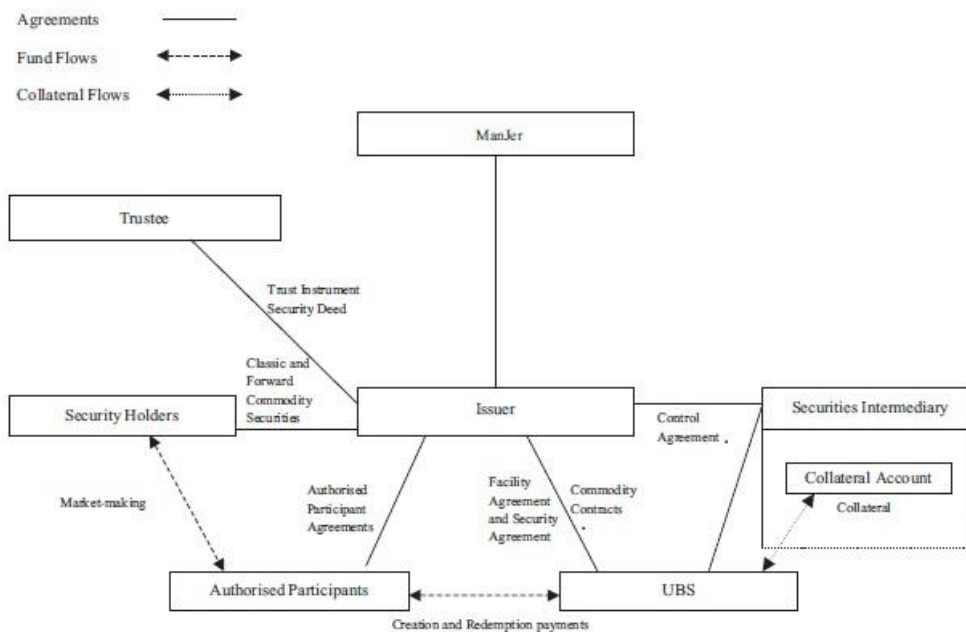 Agreements
Fund Flows
Collateral Flows
ManJer
Trustee
Trust Instrument
Security Deed
Classic and
Forward
Commodity
Securities
Security Holders
Issuer
Securities Intermediary
Control
Agreement
Collateral Account
Collateral
Market-making
Authorised
Participant
Agreements
Facility
Agreement
and Security
Agreement
Commodity
Contracts
Authorised Participants
UBS
Creation and Redemption payments